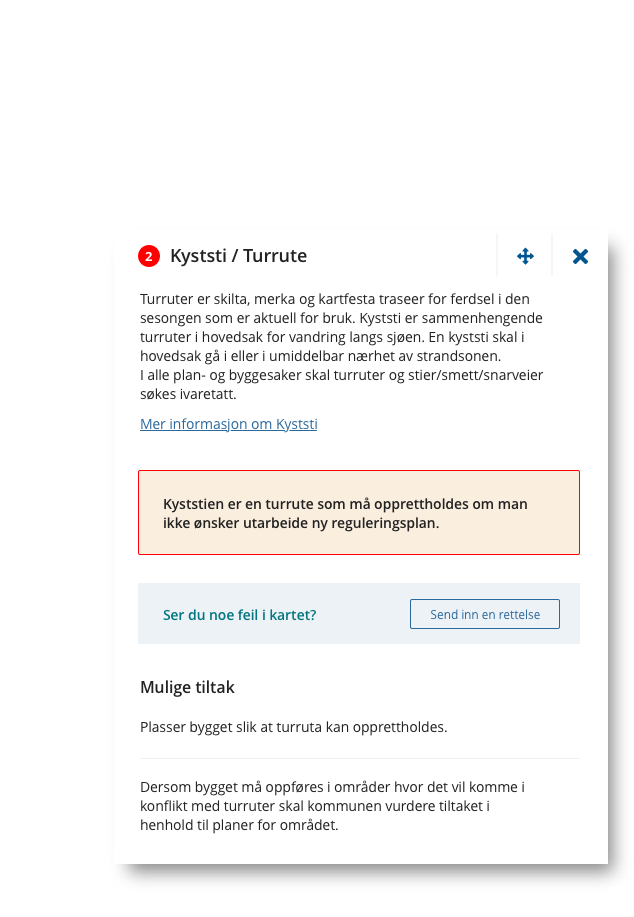 2 Kyststi / Turrute
Turruter er skilta, merka og kartfesta traseer for ferdsel i den
sesongen som er aktuell for bruk. Kyststi er sammenhengende
turruter i hovedsak for vandring langs sjøen. En kyststi skal i
hovedsak gå i eller i umiddelbar nærhet av strandsonen.
I alle plan- og byggesaker skal turruter og stier/smett/snarveier
søkes ivaretatt.
Mer informasjon om Kyststi
Kyststien er en turrute som må opprettholdes om man
ikke ønsker utarbeide ny reguleringsplan.
Ser du noe feil i kartet?
Send inn en rettelse
Mulige tiltak
Plasser bygget slik at turruta kan opprettholdes.
Dersom bygget må oppføres i områder hvor det vil komme i
konflikt med turruter skal kommunen vurdere tiltaket i
henhold til planer for området.